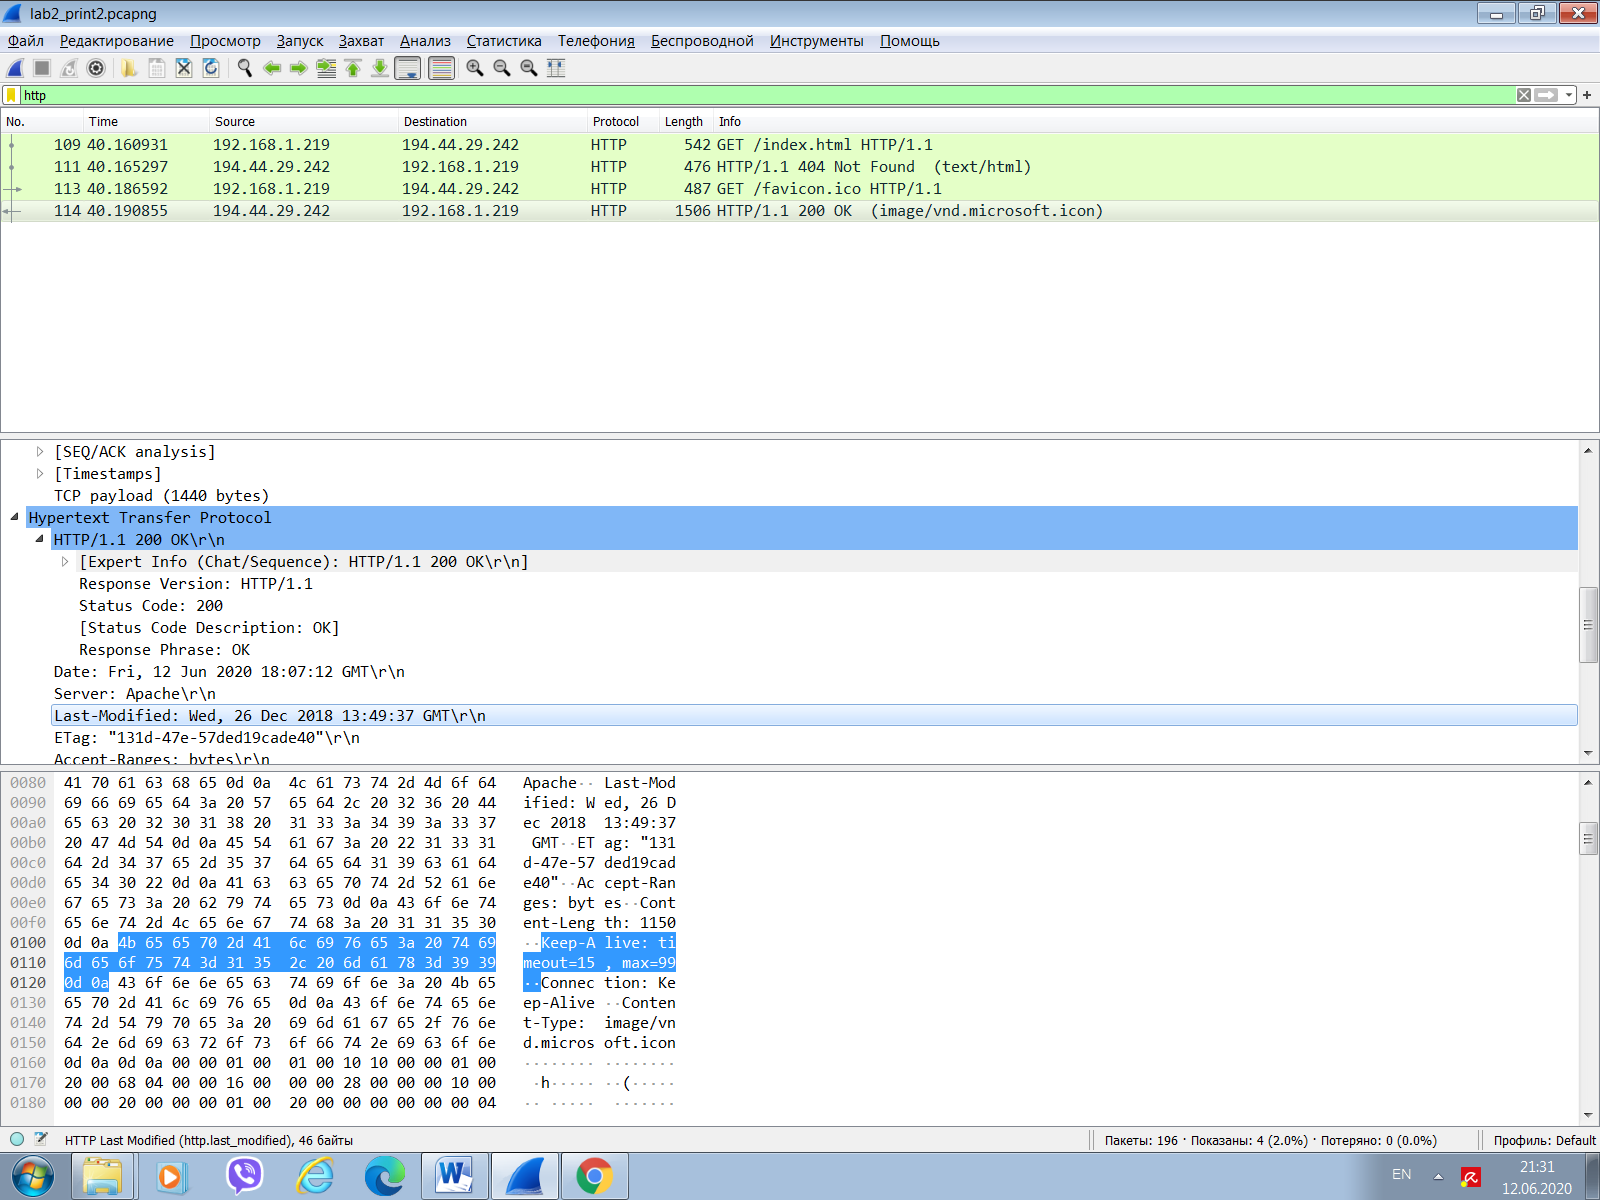 lab2_print2.pcapng
Файл Редактирование Просмотр Запуск Захват Анализ Статистика Телефония Беспроводной Инструменты Помощь
http
No. Time Source Destination Protocol Length Info
109 40.160931 192.168.1.219 194.44.29.242 HTTP 542 GET /index.html HTTP/1.1
111 40.165297 194.44.29.242 192.168.1.219 HTTP 476 HTTP/1.1 404 Not Found (text/html)
113 40.186592 192.168.1.219 194.44.29.242 HTTP 487 GET /favicon.ico HTTP/1.1
114 40.190855 194.44.29.242 192.168.1.219 HTTP 1506 HTTP/1.1 200 OK (image/vnd.microsoft.icon)
[SEQ/ACK analysis]
[Timestamps]
TCP payload (1440 bytes)
Hypertext Transfer Protocol
HTTP/1.1 200 OK\r\n
[Expert Info (Chat/Sequence): HTTP/1.1 200 OK\r\n]
Response Version: HTTP/1.1
Status Code: 200
[Status Code Description: OK]
Response Phrase: OK
Date: Fri, 12 Jun 2020 18:07:12 GMT\r\n
Server: Apache\r\n
Last-Modified: Wed, 26 Dec 2018 13:49:37 GMT\r\n
ETag: "131d-47e-57ded19cade40"\r\n
Accept-Ranges: bytes\r\n
0080 41 70 61 63 68 65 0d 0a 4c 61 73 74 2d 4d 6f 64 Apache·· Last-Mod
0090 69 66 69 65 64 3a 20 57 65 64 2c 20 32 36 20 44 ified: W ed, 26 D
00a0 65 63 20 32 30 31 38 20 31 33 3a 34 39 3a 33 37 ec 2018 13:49:37
00b0 20 47 4d 54 0d 0a 45 54 61 67 3a 20 22 31 33 31 GMT··ET ag: "131
00c0 64 2d 34 37 65 2d 35 37 64 65 64 31 39 63 61 64 d-47e-57 ded19cad
00d0 65 34 30 22 0d 0a 41 63 63 65 70 74 2d 52 61 6e e40"··Ac cept-Ran
00e0 67 65 73 3a 20 62 79 74 65 73 0d 0a 43 6f 6e 74 ges: byt es··Cont
00f0 65 6e 74 2d 4c 65 6e 67 74 68 3a 20 31 31 35 30 ent-Leng th: 1150
0100 0d 0a 4b 65 65 70 2d 41 6c 69 76 65 3a 20 74 69 ··Keep-A live: ti
0110 6d 65 6f 75 74 3d 31 35 2c 20 6d 61 78 3d 39 39 meout=15 , max=99
0120 0d 0a 43 6f 6e 6e 65 63 74 69 6f 6e 3a 20 4b 65 ··Connec tion: Ke
0130 65 70 2d 41 6c 69 76 65 0d 0a 43 6f 6e 74 65 6e ep-Alive ··Conten
0140 74 2d 54 79 70 65 3a 20 69 6d 61 67 65 2f 76 6e t-Type: image/vn
0150 64 2e 6d 69 63 72 6f 73 6f 66 74 2e 69 63 6f 6e d.micros oft.icon
0160 0d 0a 0d 0a 00 00 01 00 01 00 10 10 00 00 01 00 ········ ········
0170 20 00 68 04 00 00 16 00 00 00 28 00 00 00 10 00 ·h····· ··(·····
0180 00 00 20 00 00 00 01 00 20 00 00 00 00 00 00 04 ·· ····· ·······
HTTP Last Modified (http.last_modified), 46 байты
Пакеты: 196 · Показаны: 4 (2.0%) · Потеряно: 0 (0.0%)
Профиль: Default
EN
21:31
12.06.2020